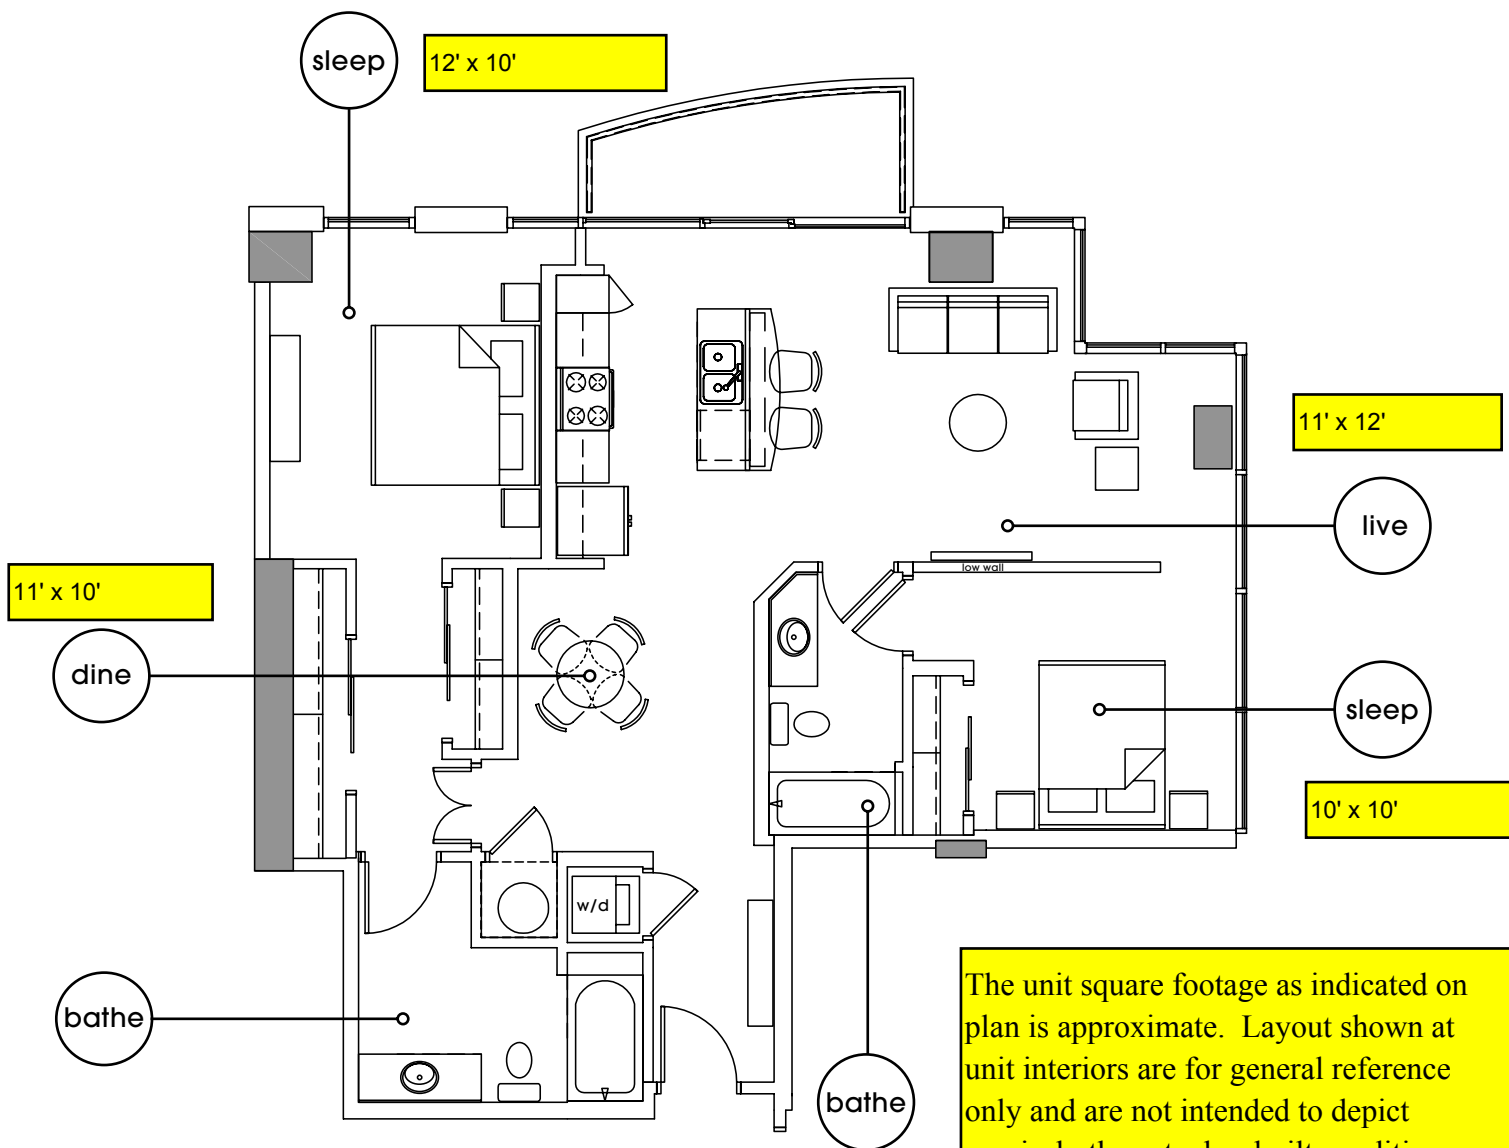 sleep
12' x 10'
11' x 12'
live
low wall
11' x 10'
dine
sleep
10' x 10'
w/d
bathe
bathe
The unit square footage as indicated on
plan is approximate. Layout shown at
unit interiors are for general reference
only and are not intended to depict